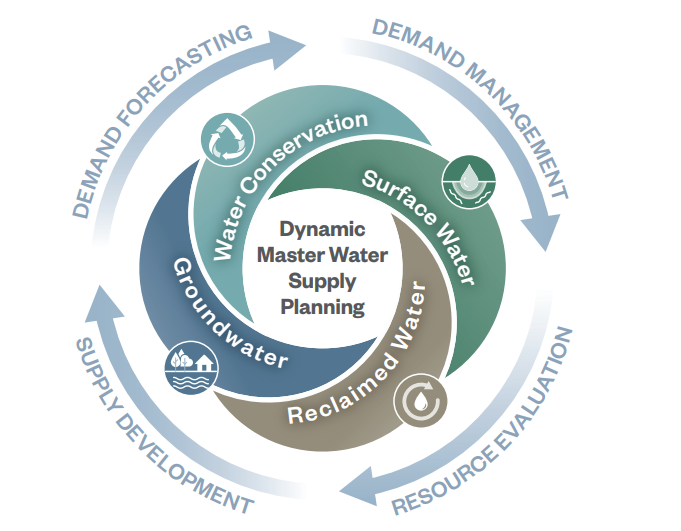 DEMAND FORECASTING
DEMAND MANAGEMENT
Water Conservation
Surface Water
Dynamic
Master Water
Supply
Planning
Groundwater
Reclaimed Water
SUPPLY DEVELOPMENT
RESOURCE EVALUATION